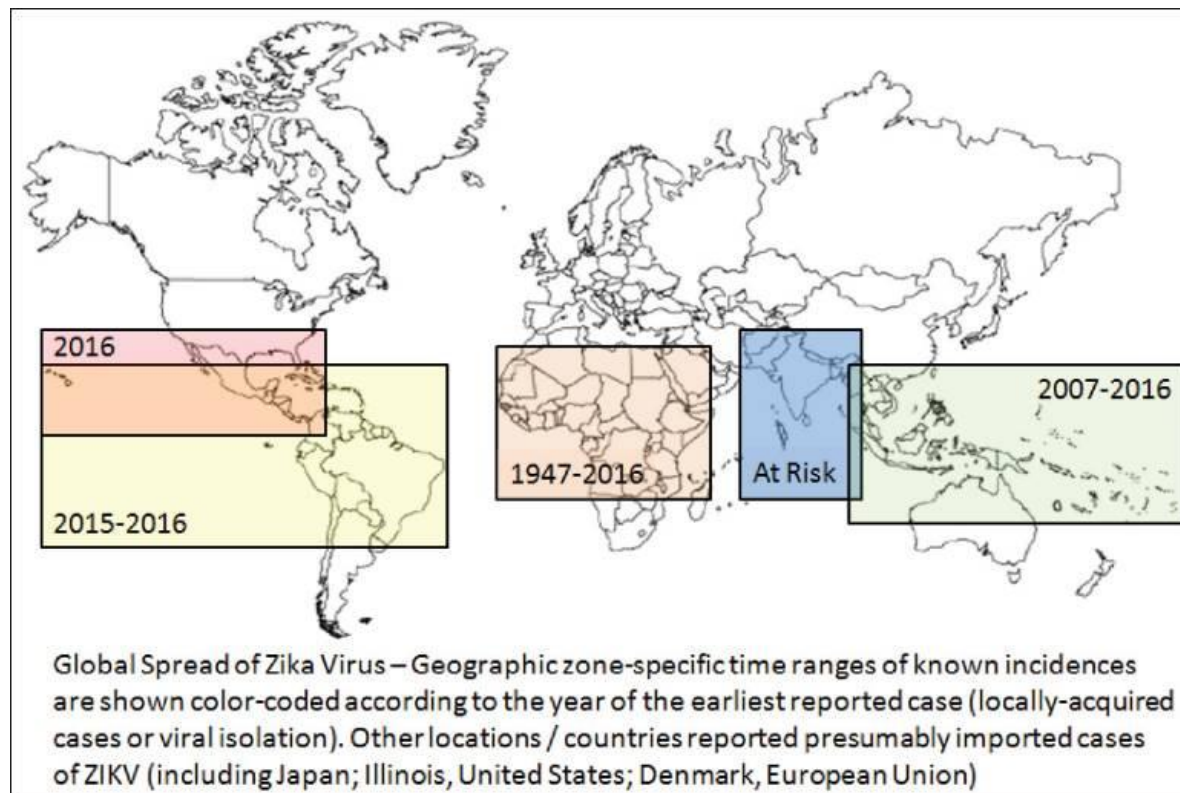 2016
2015-2016
1947-2016
At Risk
2007-2016
Global Spread of Zika Virus – Geographic zone-specific time ranges of known incidences
are shown color-coded according to the year of the earliest reported case (locally-acquired
cases or viral isolation). Other locations / countries reported presumably imported cases
of ZIKV (including Japan; Illinois, United States; Denmark, European Union)